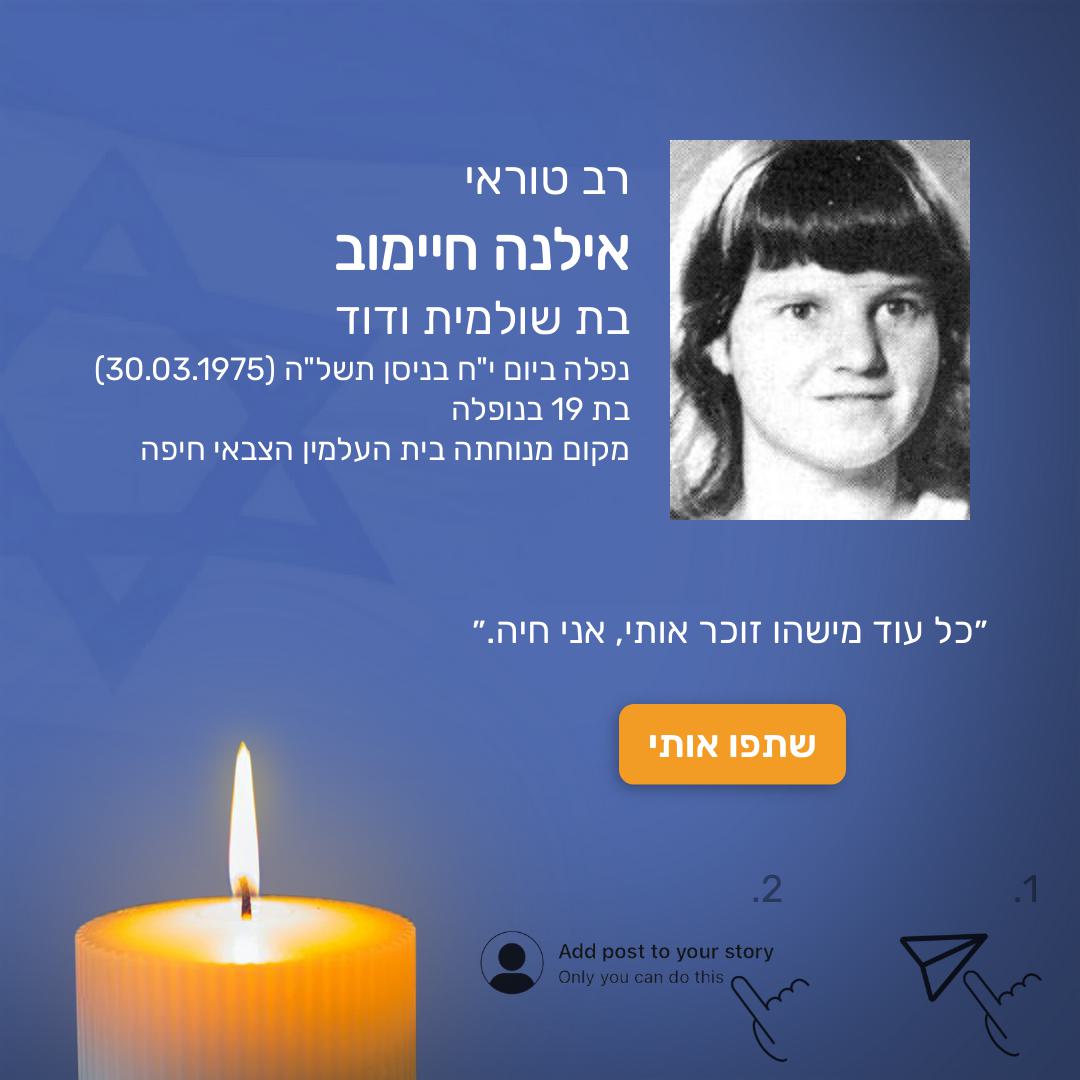 רב טוראי
אילנה חיימוב
בת שולמית ודוד
נפלה ביום י"ח בניסן תשל"ה (30.03.1975)
בת 19 בנופלה
מקום מנוחתה בית העלמין הצבאי חיפה
״כל עוד מישהו זוכר אותי, אני חיה.״
שתפו אותי
.1
.2
Add post to your story
Only you can do this